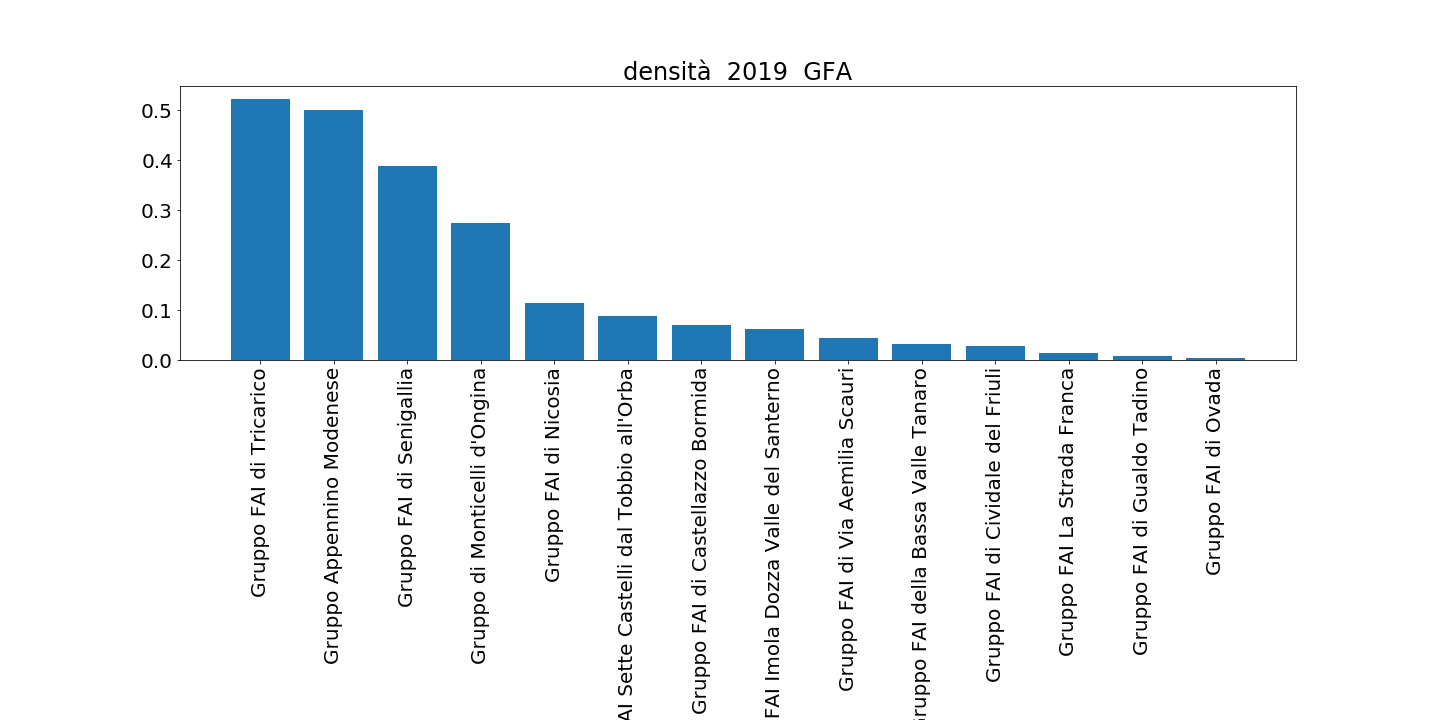 densità 2019 GFA
0.5
0.4
0.3
0.2
0.1
0.0
Gruppo FAI di Tricarico
Gruppo Appennino Modenese
Gruppo FAI di Senigallia
Gruppo di Monticelli d'Ongina
Gruppo FAI di Nicosia
AI Sette Castelli dal Tobbio all'Orba
Gruppo FAI di Castellazzo Bormida
FAI Imola Dozza Valle del Santerno
Gruppo FAI di Via Aemilia Scauri
ruppo FAI della Bassa Valle Tanaro
Gruppo FAI di Cividale del Friuli
Gruppo FAI La Strada Franca
Gruppo FAI di Gualdo Tadino
Gruppo FAI di Ovada